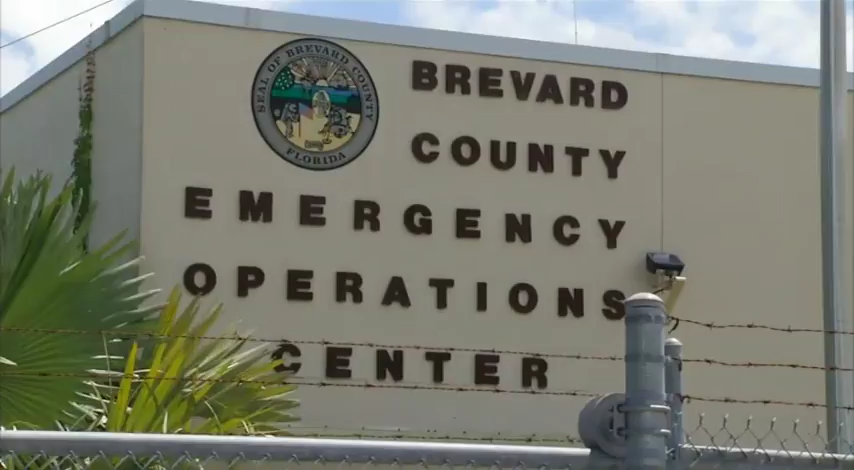 SEAL OF BREVARD COUNTY
FLORIDA
BREVARD
COUNTY
EMERGENCY
OPERATIONS
CENTER